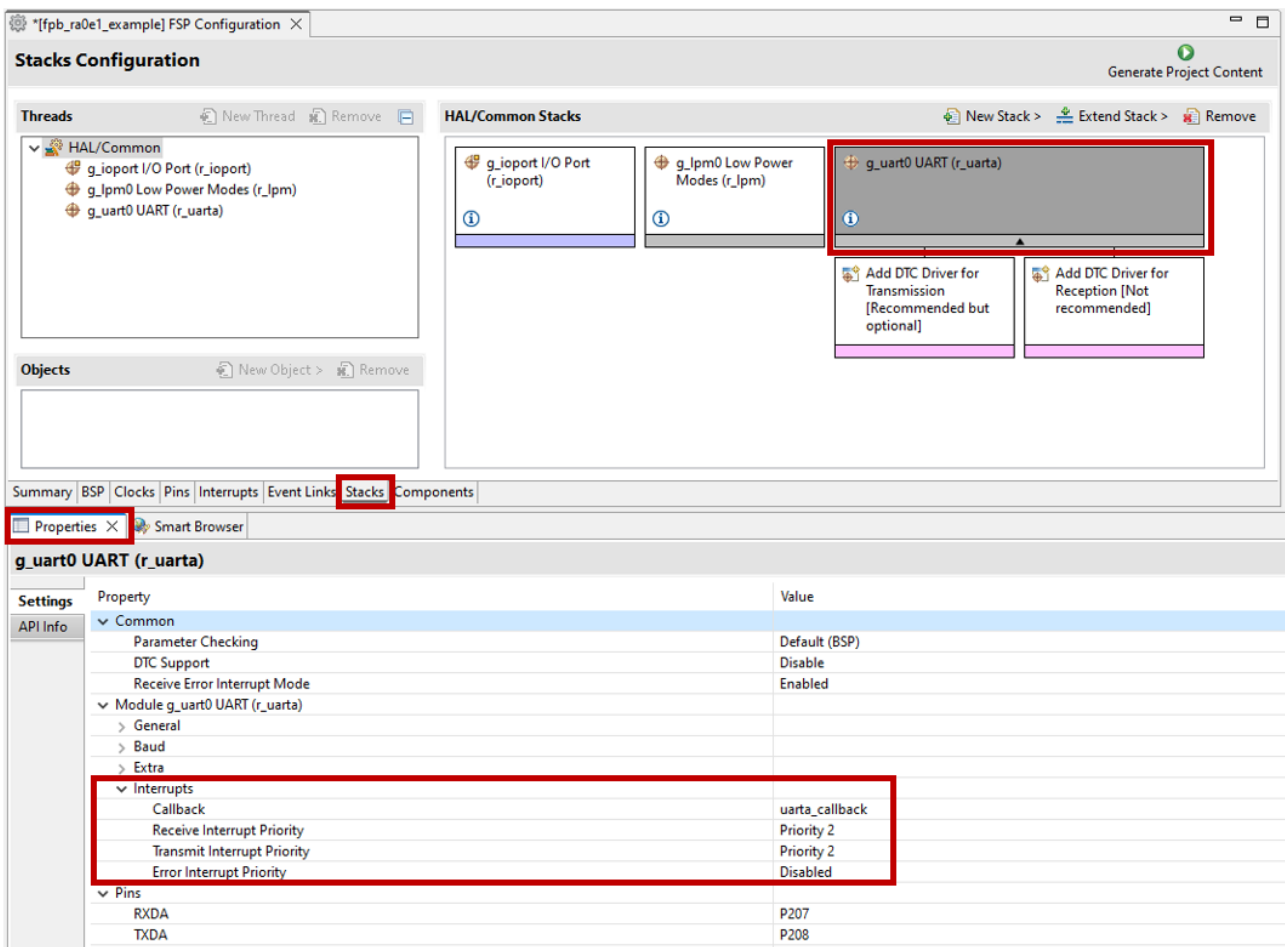 *[fpb_ra0e1_example] FSP Configuration
Stacks Configuration
Generate Project Content
Threads
New Thread
Remove
HAL/Common
g_ioport I/O Port (r_ioport)
g_lpm0 Low Power Modes (r_lpm)
g_uart0 UART (r_uarta)
Objects
New Object >
Remove
HAL/Common Stacks
New Stack >
Extend Stack >
Remove
g_ioport I/O Port
(r_ioport)
g_lpm0 Low Power
Modes (r_lpm)
g_uart0 UART (r_uarta)
Add DTC Driver for
Transmission
[Recommended but
optional]
Add DTC Driver for
Reception [Not
recommended]
Summary BSP Clocks Pins Interrupts Event Links Stacks Components
Properties Smart Browser
g_uart0 UART (r_uarta)
Settings
API Info
Property Value
Common
Parameter Checking Default (BSP)
DTC Support Disable
Receive Error Interrupt Mode Enabled
Module g_uart0 UART (r_uarta)
General
Baud
Extra
Interrupts
Callback uarta_callback
Receive Interrupt Priority Priority 2
Transmit Interrupt Priority Priority 2
Error Interrupt Priority Disabled
Pins
RXDA P207
TXDA P208